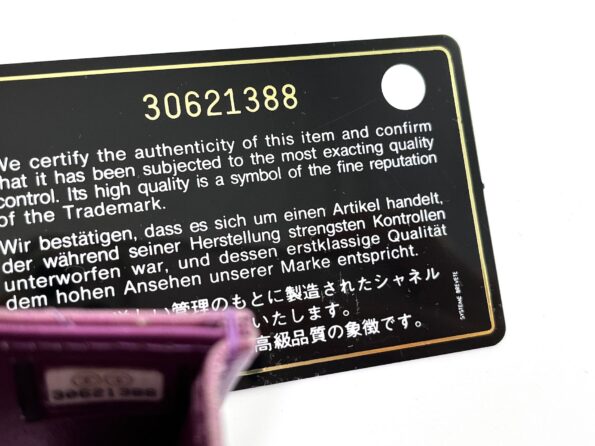 30621388
We certify the authenticity of this item and confirm
that it has been subjected to the most exacting quality
control. Its high quality is a symbol of the fine reputation
of the Trademark.
Wir bestätigen, dass es sich um einen Artikel handelt,
der während seiner Herstellung strengsten Kontrollen
unterworfen war, und dessen erstklassige Qualität
dem hohen Ansehen unserer Marke entspricht.
しい管理のもとに製造されたシャネル
いたします。
高級品質の象徴です。
SYSTEME BREVETE
30621388